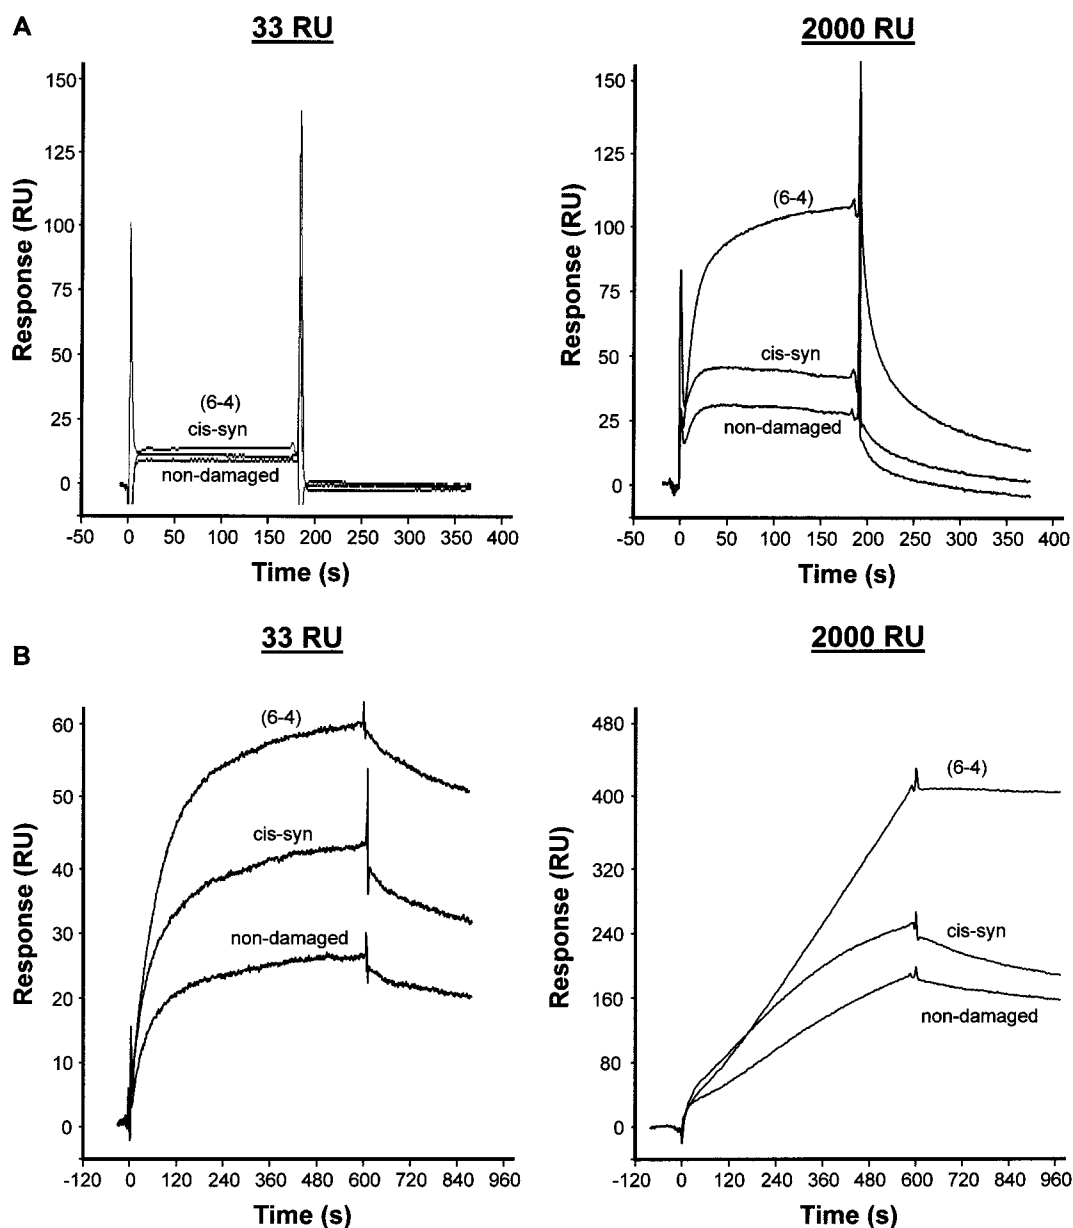 A
33 RU
2000 RU
150
125
100
75
50
25
0
Response (RU)
(6-4)
cis-syn
non-damaged
-50 0 50 100 150 200 250 300 350 400
Time (s)
150
125
100
75
50
25
0
Response (RU)
(6-4)
cis-syn
non-damaged
-50 0 50 100 150 200 250 300 350 400
Time (s)
B
33 RU
2000 RU
60
50
40
30
20
10
0
Response (RU)
(6-4)
cis-syn
non-damaged
-120 0 120 240 360 480 600 720 840 960
Time (s)
480
400
320
240
160
80
0
Response (RU)
(6-4)
cis-syn
non-damaged
-120 0 120 240 360 480 600 720 840 960
Time (s)